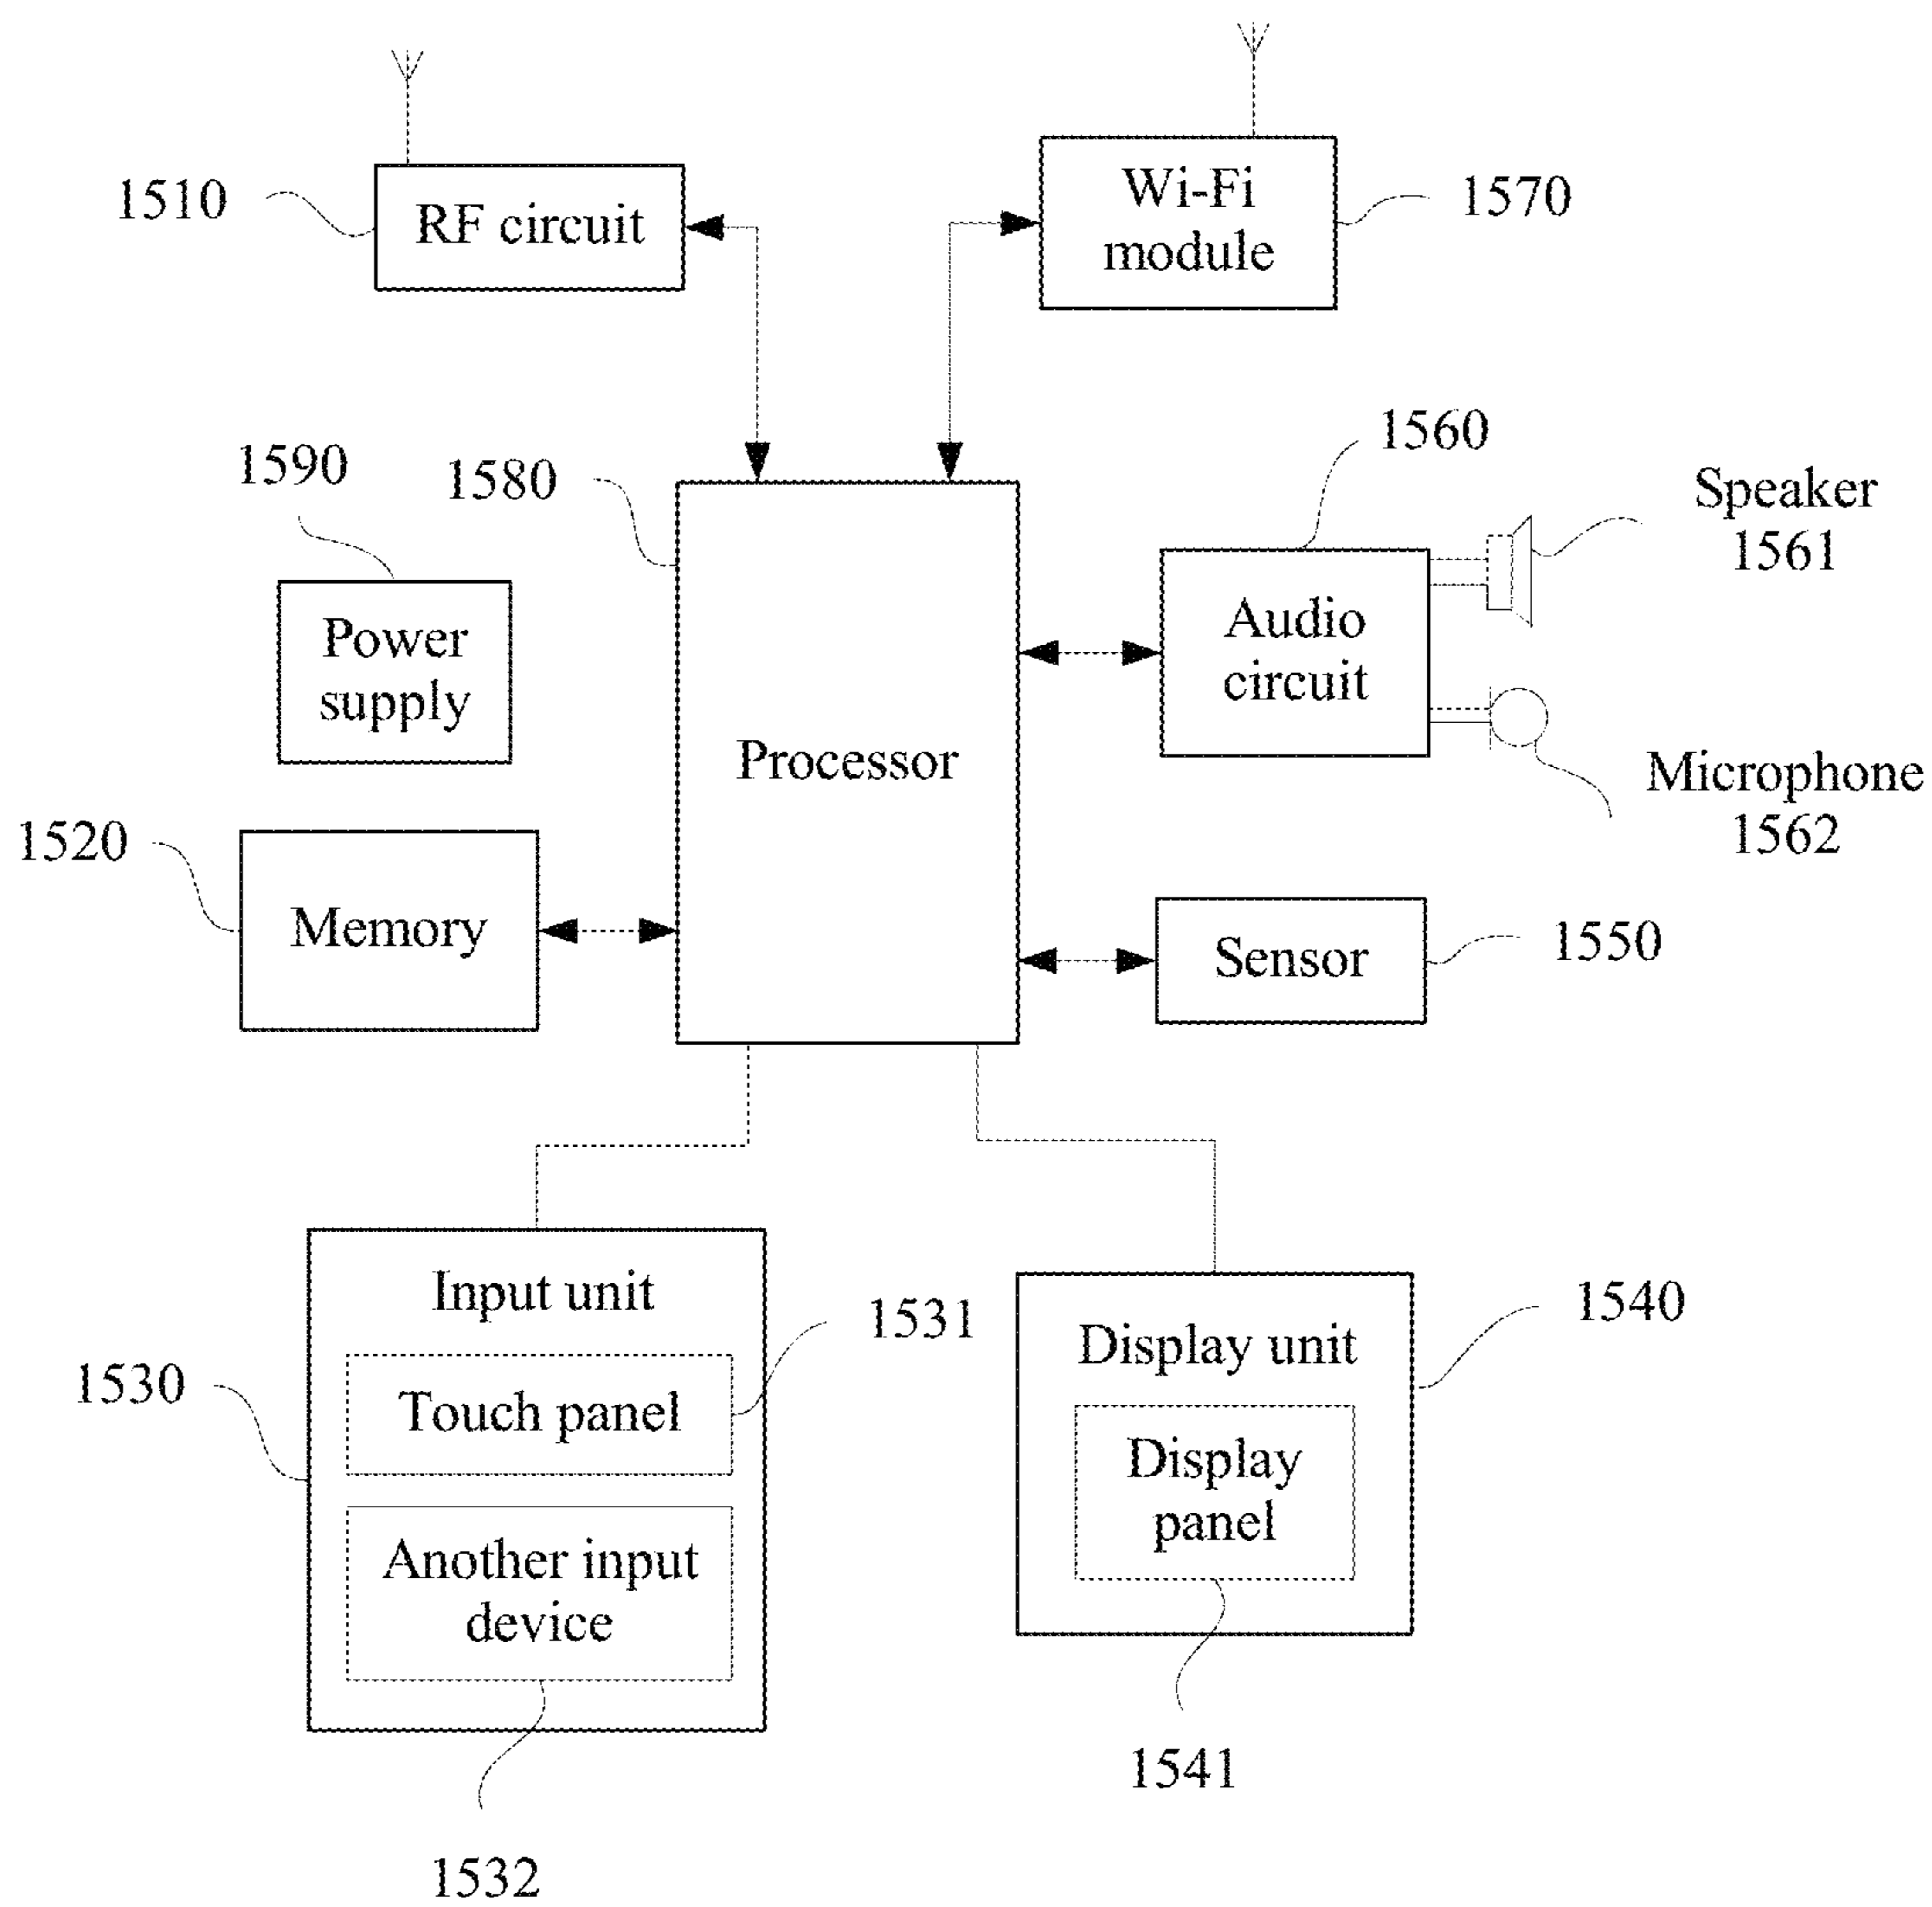 1510
RF circuit
Wi-Fi
module
1570
1590
1580
1560
Speaker
1561
Power
supply
Processor
Audio
circuit
Microphone
1562
1520
Memory
Sensor
1550
Input unit
1531
1530
Touch panel
Another input
device
1532
Display unit
1540
Display
panel
1541